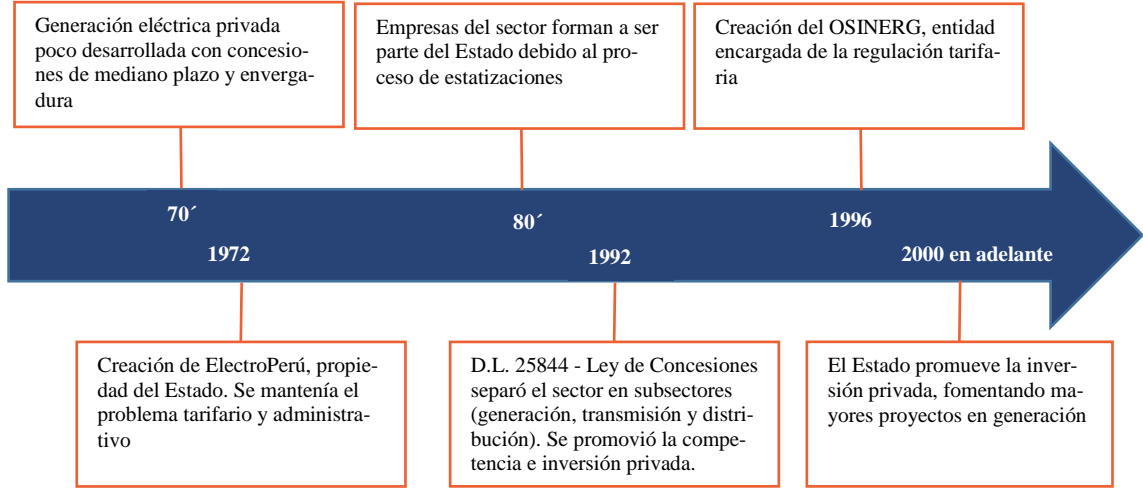 Generación eléctrica privada
poco desarrollada con concesio-
nes de mediano plazo y enverga-
dura
Empresas del sector forman a ser
parte del Estado debido al pro-
ceso de estatizaciones
Creación del OSINERG, entidad
encargada de la regulación tarifa-
ria
70´
80´
1996
1972
1992
2000 en adelante
Creación de ElectroPerú, propie-
dad del Estado. Se mantenía el
problema tarifario y administra-
tivo
D.L. 25844 - Ley de Concesiones
separó el sector en subsectores
(generación, transmisión y distri-
bución). Se promovió la compe-
tencia e inversión privada.
El Estado promueve la inver-
sión privada, fomentando ma-
yores proyectos en generación